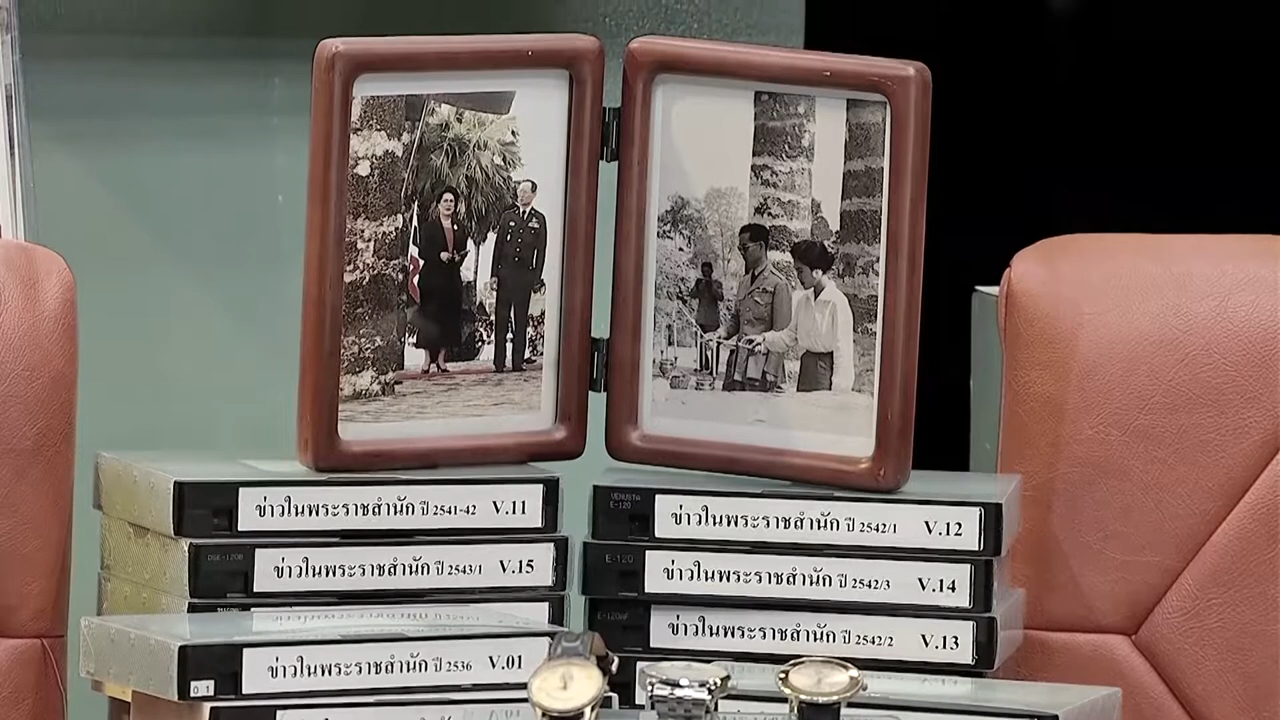 ข่าวในพระราชสำนัก ปี 2541-42 V.11
DSE-120B
ข่าวในพระราชสำนัก ปี 2543/1 V.15
01
ข่าวในพระราชสำนัก ปี 2536 V.01
VENUSTA
E-120
ข่าวในพระราชสำนัก ปี 2542/1 V.12
E-120
ข่าวในพระราชสำนัก ปี 2542/3 V.14
ข่าวในพระราชสำนัก ปี 2542/2 V.13